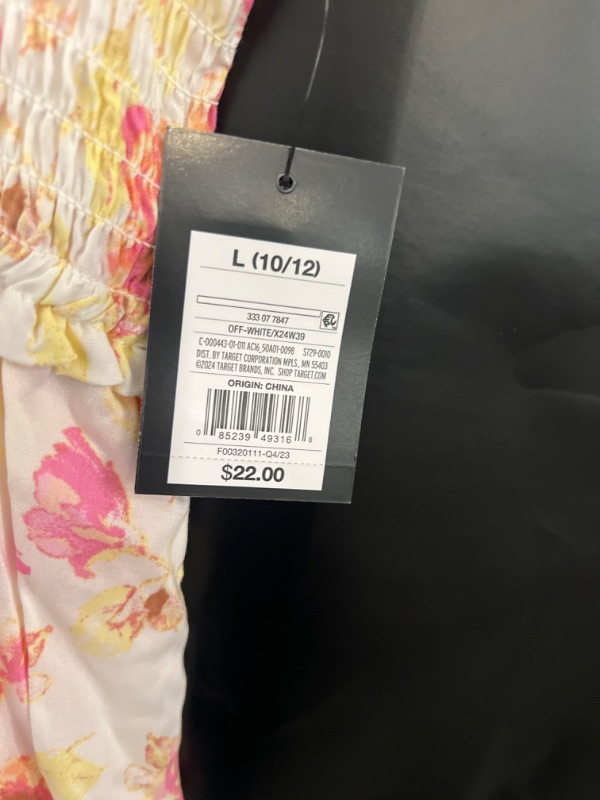 L (10/12)
333 07 7847
OFF-WHITE/X24W39
C-000443-01-011 AC16_50A01-0098 S729-0010
DIST. BY TARGET CORPORATION MPLS., MN 55403
©2024 TARGET BRANDS, INC. SHOP TARGET.COM
ORIGIN: CHINA
0 85239 49316 8
F00320111-Q4/23
$22.00